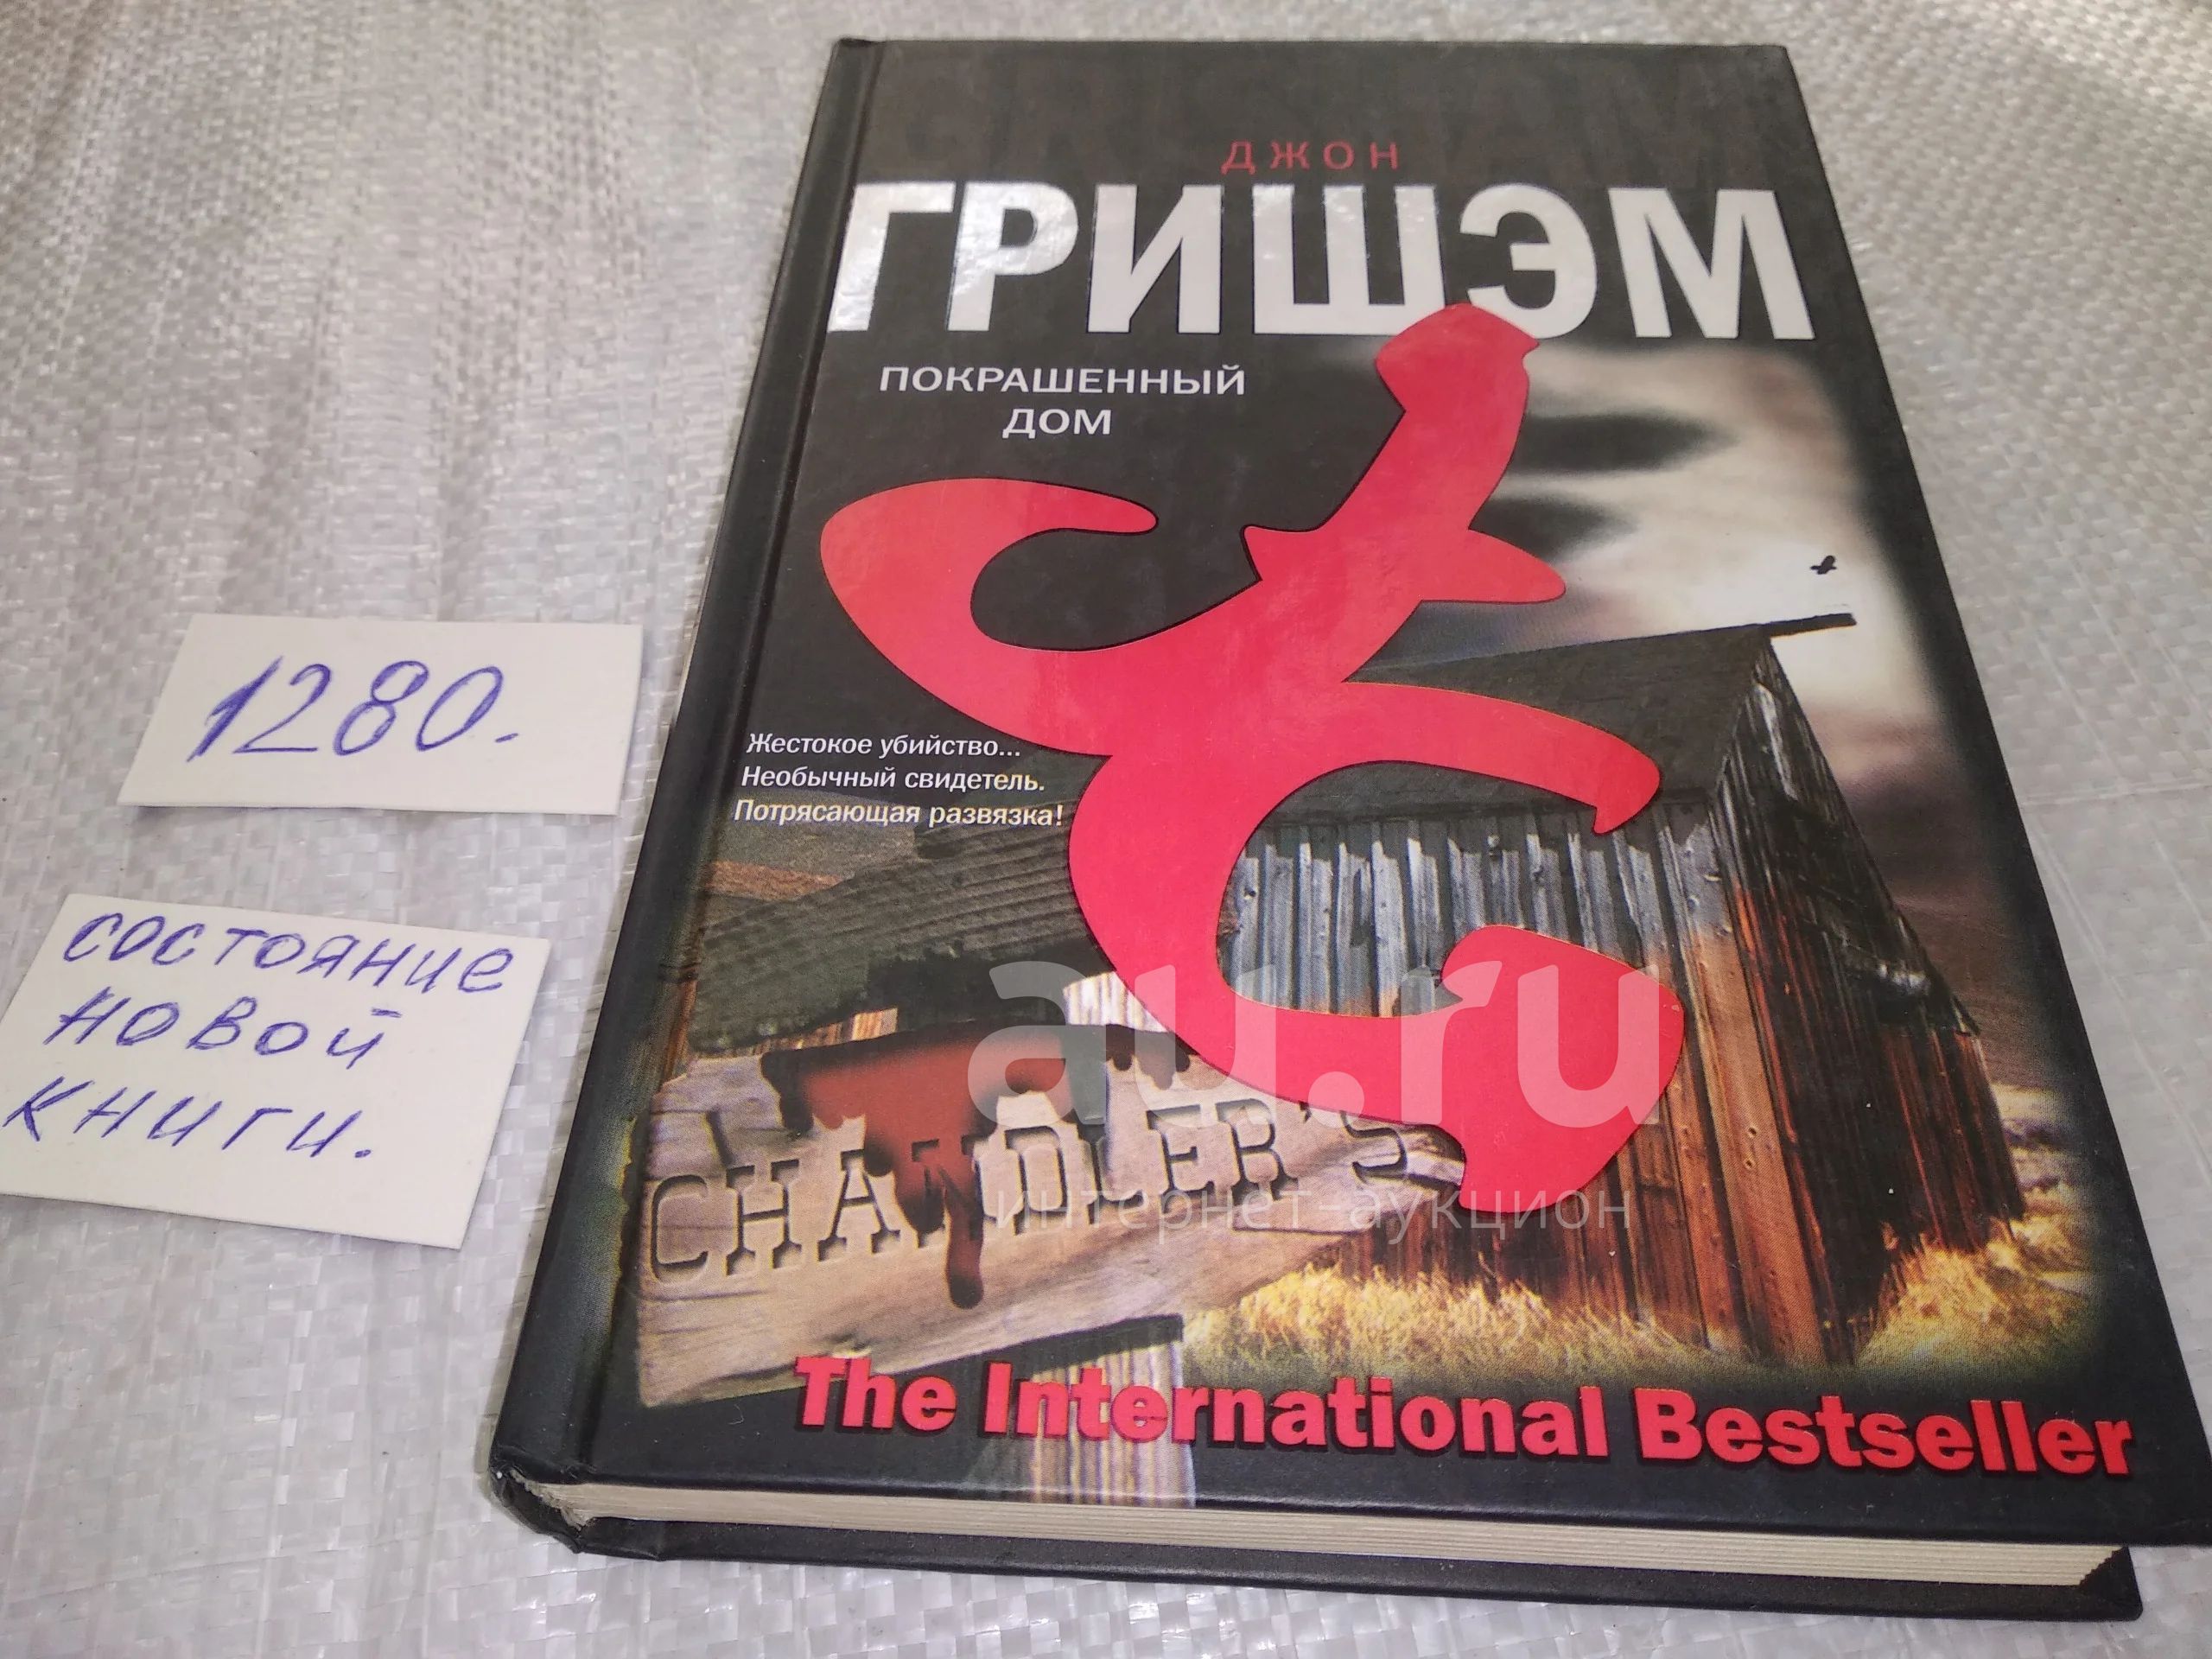 ДЖОН
ГРИШЭМ
ПОКРАШЕННЫЙ
ДОМ
Жестокое убийство...
Необычный свидетель.
Потрясающая развязка!
CHANDLER'S
The International Bestseller
1280.
состояние
новой
книги.
au.ru
интернет-аукцион